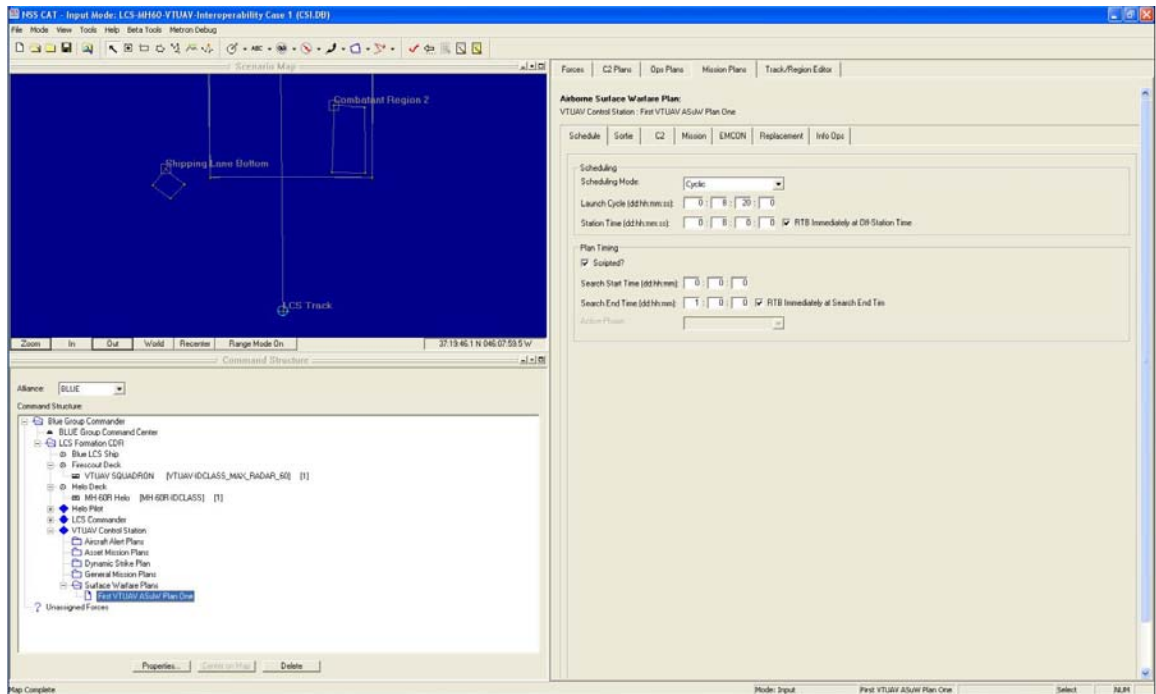 NSS CAT - Input Mode: LCS-MH60-VTUAV-Interoperability Case 1 (CSI.DB)
File Mode View Tools Help Beta Tools Metron Debug
ABC
Scenario Map
Combatant Region 2
Shipping Lane Bottom
LCS Track
Zoom In Out World Recenter Range Mode On 37:19:46.1 N 046:07:59.5 W
Command Structure
Alliance: BLUE
Command Structure
Blue Group Commander
BLUE Group Command Center
LCS Formation CDR
Blue LCS Ship
Firescout Deck
VTUAV SQUADRON [VTUAV-IDCLASS_MAX_RADAR_60] [1]
Helo Deck
MH-60R Helo [MH-60R-IDCLASS] [1]
Helo Pilot
LCS Commander
VTUAV Control Station
Aircraft Alert Plans
Asset Mission Plans
Dynamic Strike Plan
General Mission Plans
Surface Warfare Plans
First VTUAV ASuW Plan One
? Unassigned Forces
Properties... Center on Map Delete
Forces C2 Plans Ops Plans Mission Plans Track/Region Editor
Airborne Surface Warfare Plan:
VTUAV Control Station : First VTUAV ASuW Plan One
Schedule Sortie C2 Mission EMCON Replacement Info Ops
Scheduling
Scheduling Mode: Cyclic
Launch Cycle (dd:hh:mm:ss): 0 : 8 : 20 : 0
Station Time (dd:hh:mm:ss): 0 : 8 : 0 : 0 RTB Immediately at Off-Station Time
Plan Timing
Scripted?
Search Start Time (dd:hh:mm): 0 : 0 : 0
Search End Time (dd:hh:mm): 1 : 0 : 0 RTB Immediately at Search End Tim
Active Phase:
Map Complete Mode: Input First VTUAV ASuW Plan One Select NUM